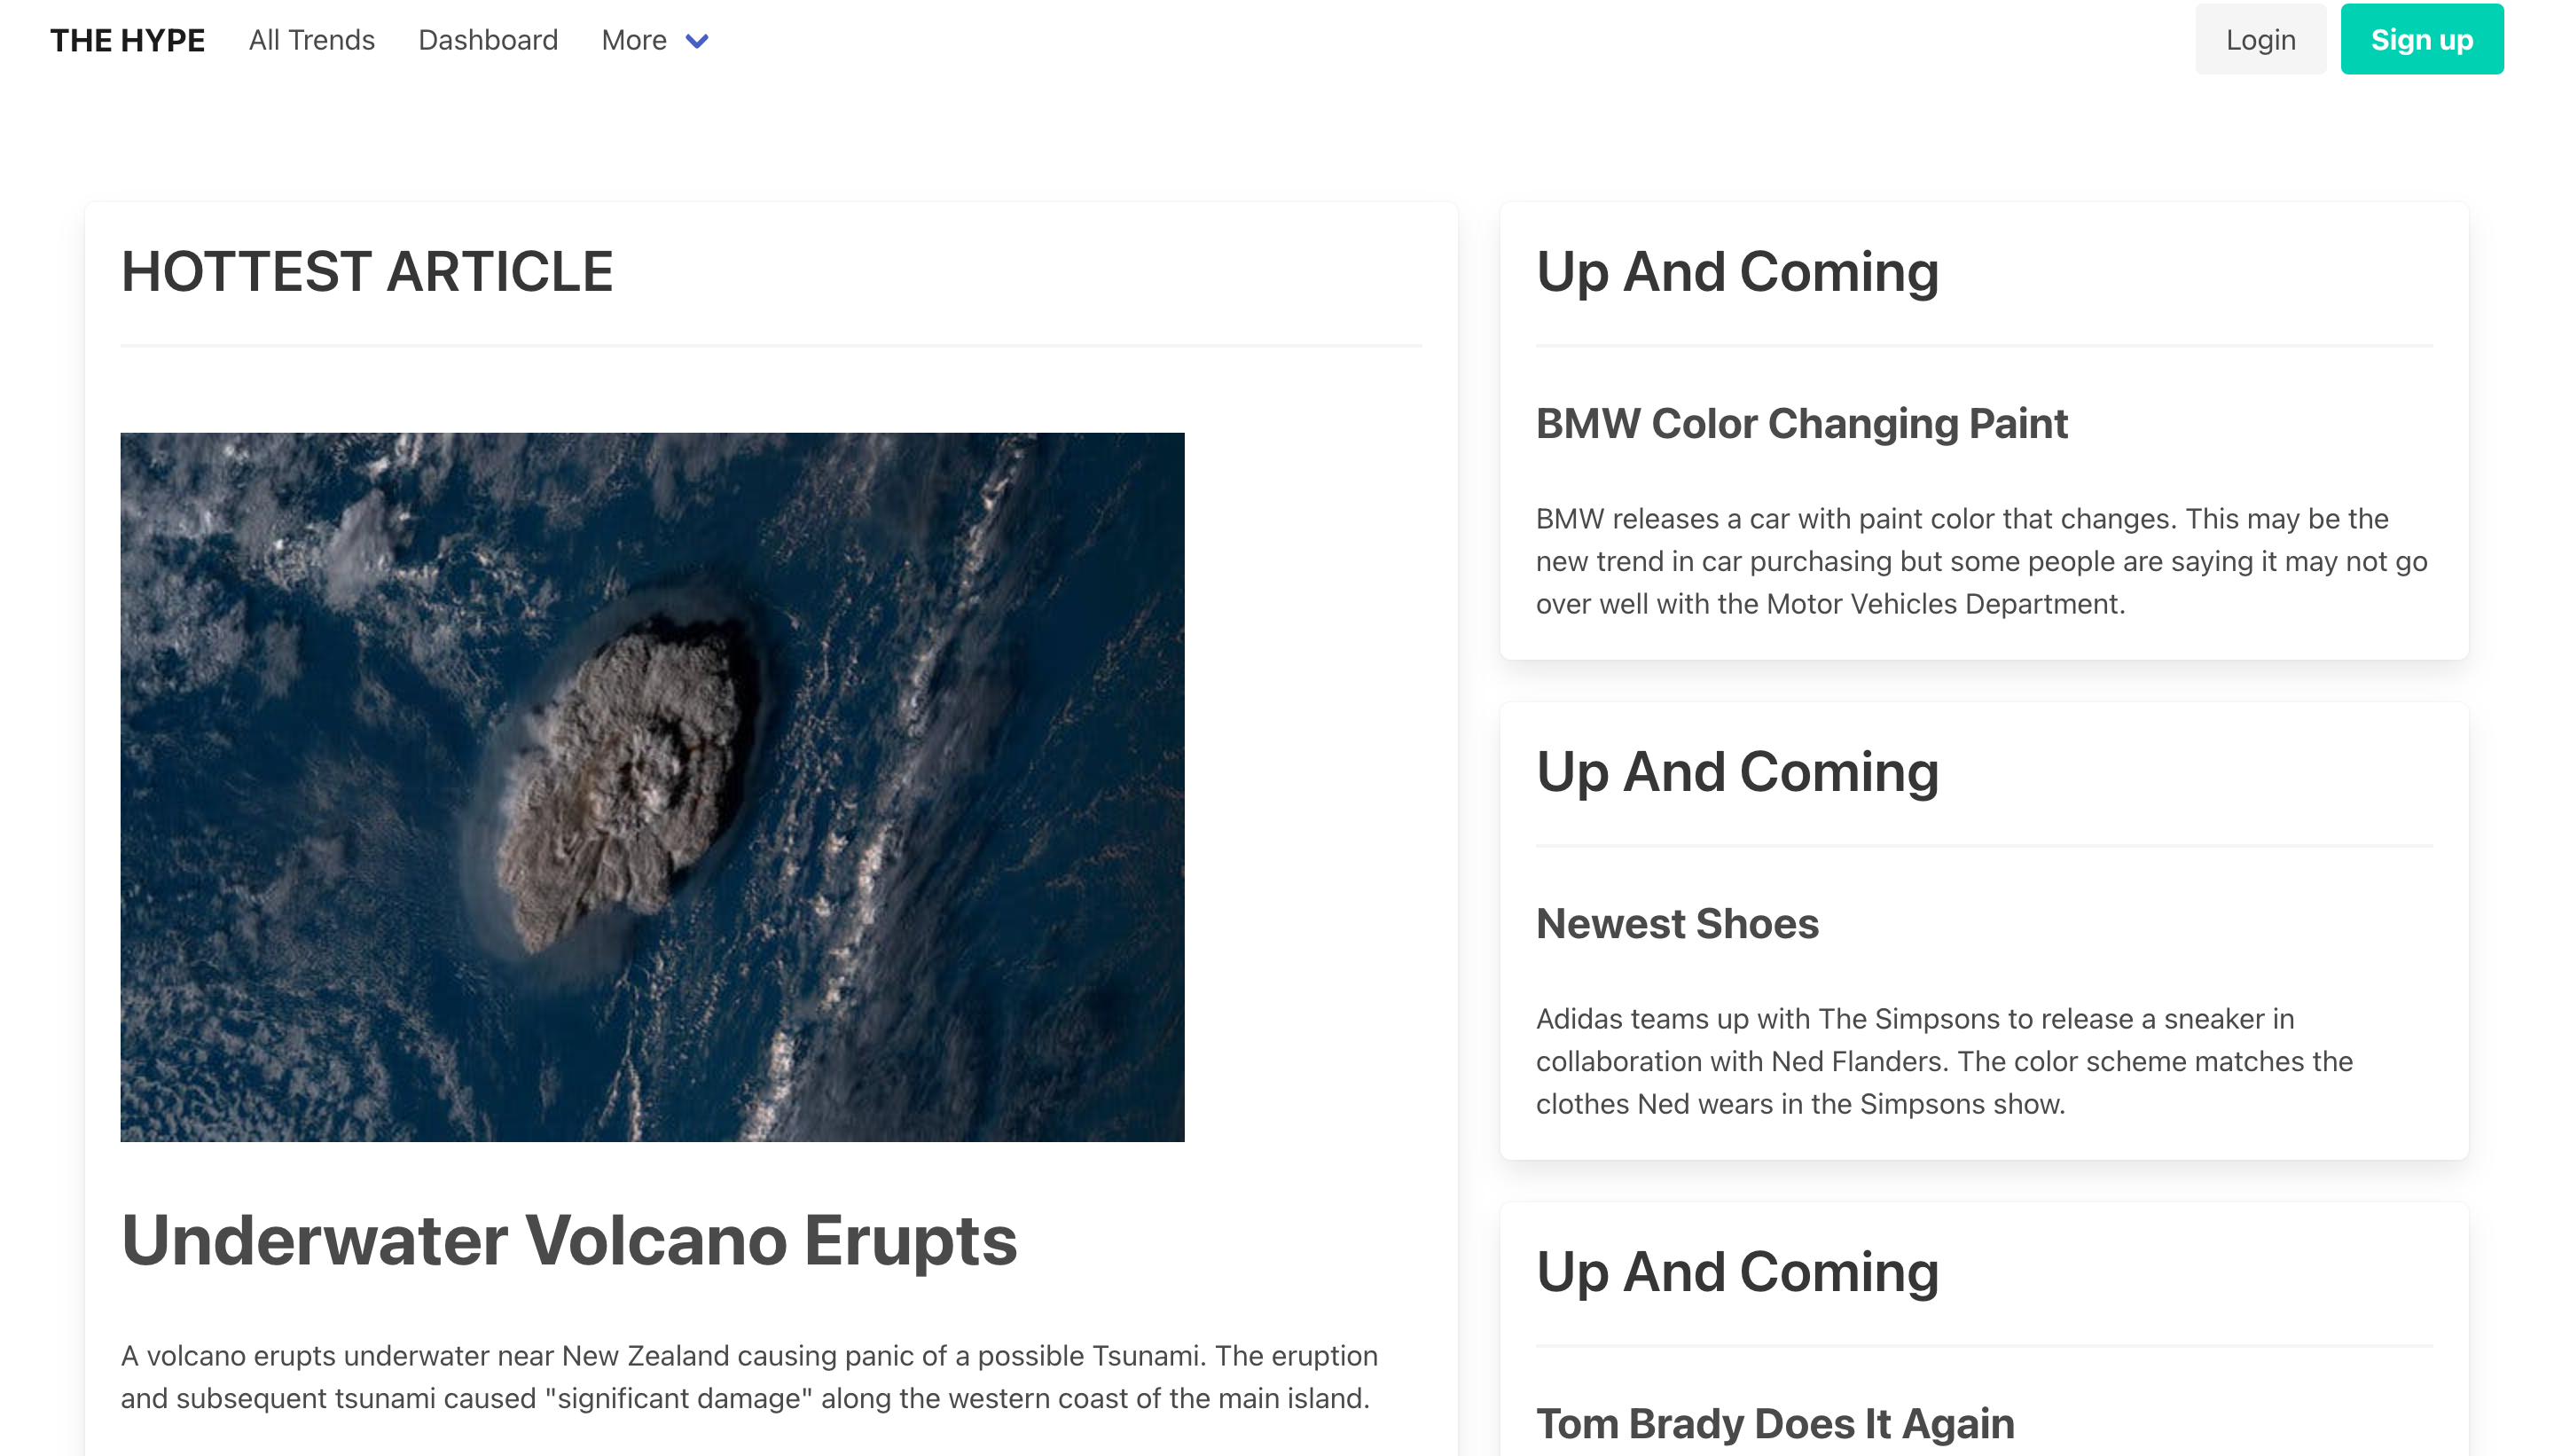 THE HYPE All Trends Dashboard More Login Sign up
HOTTEST ARTICLE
Underwater Volcano Erupts
A volcano erupts underwater near New Zealand causing panic of a possible Tsunami. The eruption
and subsequent tsunami caused "significant damage" along the western coast of the main island.
Up And Coming
BMW Color Changing Paint
BMW releases a car with paint color that changes. This may be the
new trend in car purchasing but some people are saying it may not go
over well with the Motor Vehicles Department.
Up And Coming
Newest Shoes
Adidas teams up with The Simpsons to release a sneaker in
collaboration with Ned Flanders. The color scheme matches the
clothes Ned wears in the Simpsons show.
Up And Coming
Tom Brady Does It Again